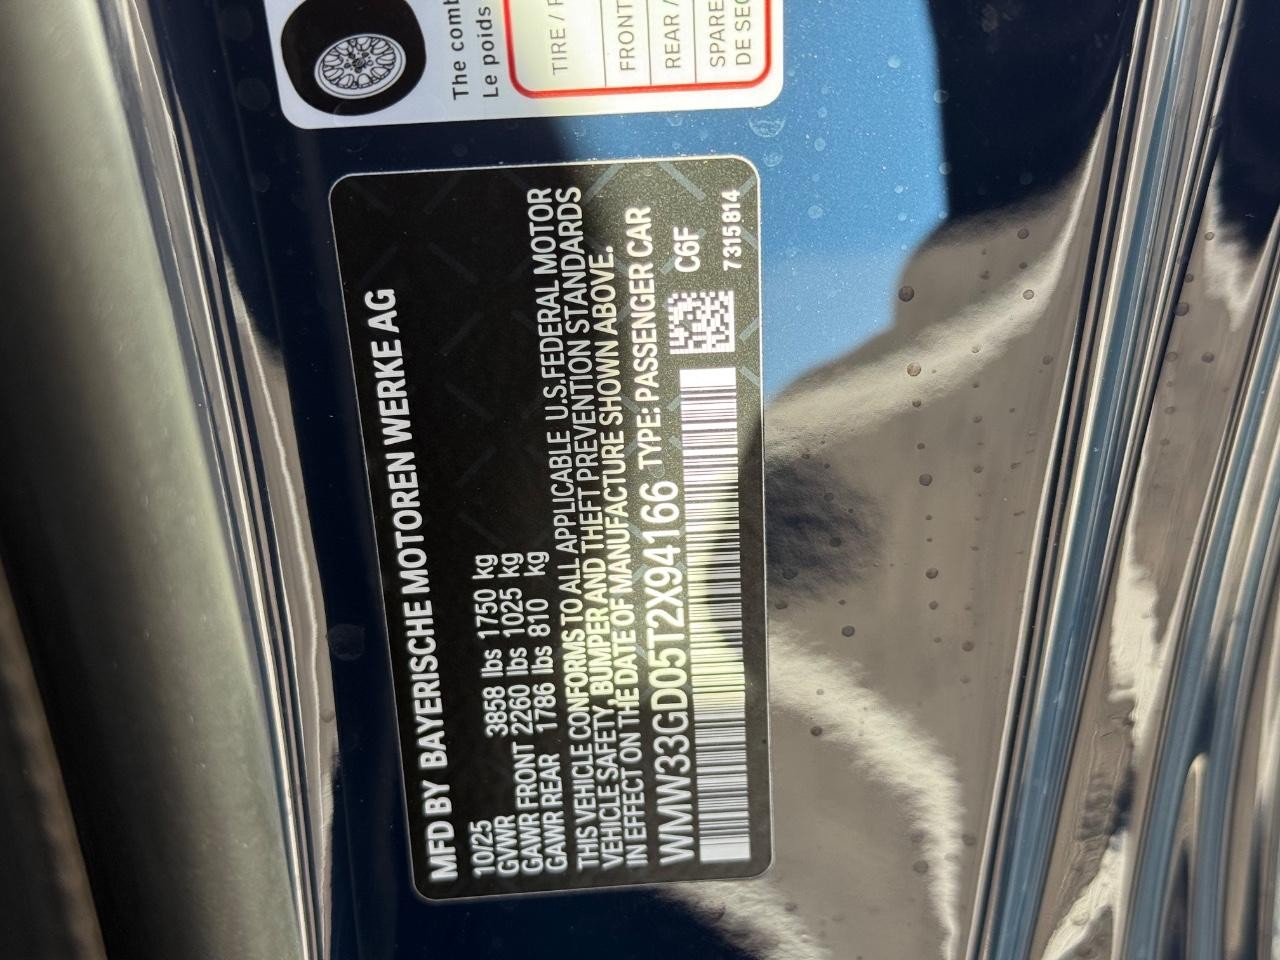 MFD BY BAYERISCHE MOTOREN WERKE AG
10/25
GVWR 3858 lbs 1750 kg
GAWR FRONT 2260 lbs 1025 kg
GAWR REAR 1786 lbs 810 kg
THIS VEHICLE CONFORMS TO ALL APPLICABLE U.S.FEDERAL MOTOR
VEHICLE SAFETY, BUMPER AND THEFT PREVENTION STANDARDS
IN EFFECT ON THE DATE OF MANUFACTURE SHOWN ABOVE.
WMW33GD05T2X94166 TYPE: PASSENGER CAR
C6F
7315814
The comb
Le poids
TIRE /
FRONT
REAR /
SPARE
DE SEC